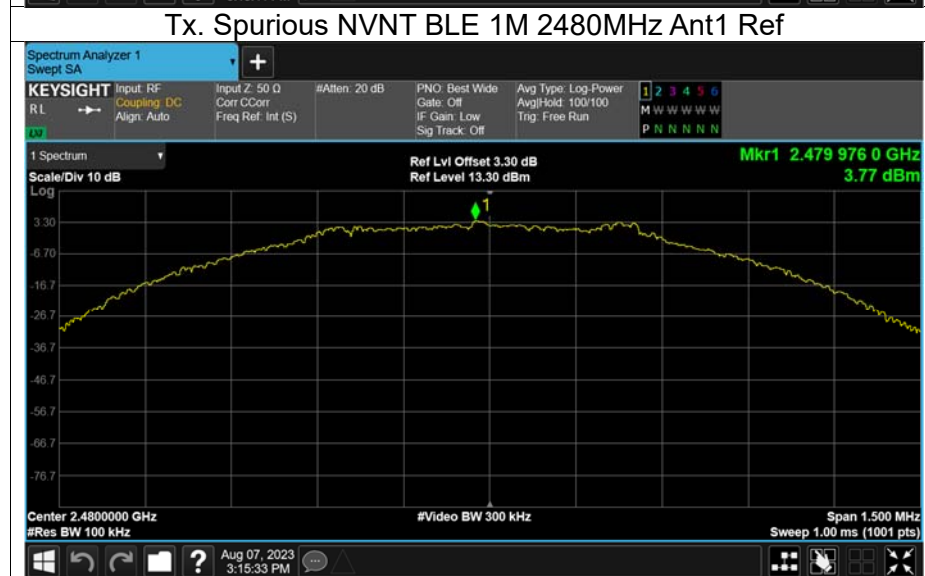 Tx. Spurious NVNT BLE 1M 2480MHz Ant1 Ref
Spectrum Analyzer 1
Swept SA
+
KEYSIGHT Input: RF Input Z: 50 Ω #Atten: 20 dB PNO: Best Wide Avg Type: Log-Power 1 2 3 4 5 6
RL Coupling: DC Corr CCorr Gate: Off Avg|Hold: 100/100 M W W W W W
Align: Auto Freq Ref: Int (S) IF Gain: Low Trig: Free Run
Sig Track: Off P N N N N N
LXI
1 Spectrum Ref Lvl Offset 3.30 dB Mkr1 2.479 976 0 GHz
Scale/Div 10 dB Ref Level 13.30 dBm 3.77 dBm
Log
1
3.30
-6.70
-16.7
-26.7
-36.7
-46.7
-56.7
-66.7
-76.7
Center 2.4800000 GHz #Video BW 300 kHz Span 1.500 MHz
#Res BW 100 kHz Sweep 1.00 ms (1001 pts)
? Aug 07, 2023
3:15:33 PM